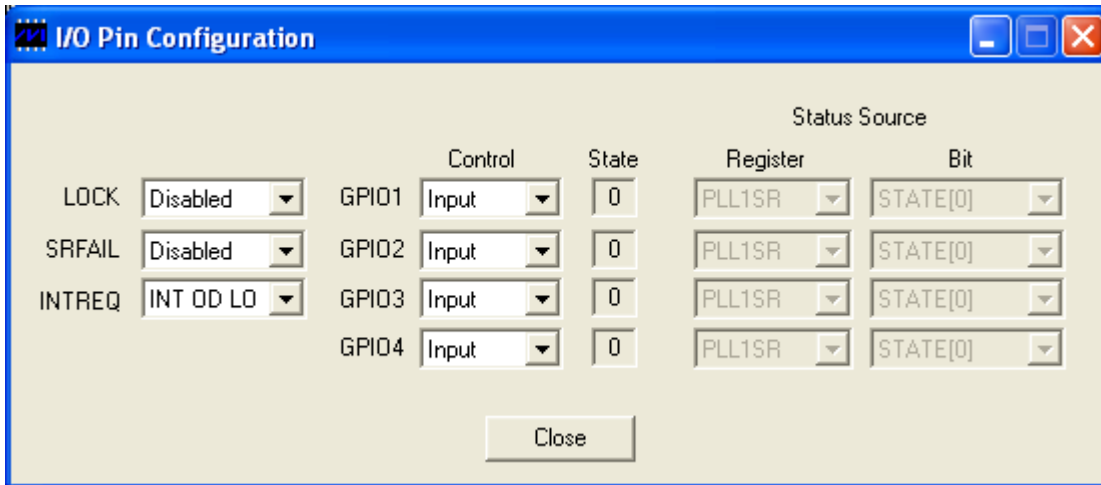 I/O Pin Configuration
Status Source
Control State Register Bit
LOCK Disabled GPIO1 Input 0 PLL1SR STATE[0]
SRFAIL Disabled GPIO2 Input 0 PLL1SR STATE[0]
INTREQ INT OD LO GPIO3 Input 0 PLL1SR STATE[0]
GPIO4 Input 0 PLL1SR STATE[0]
Close